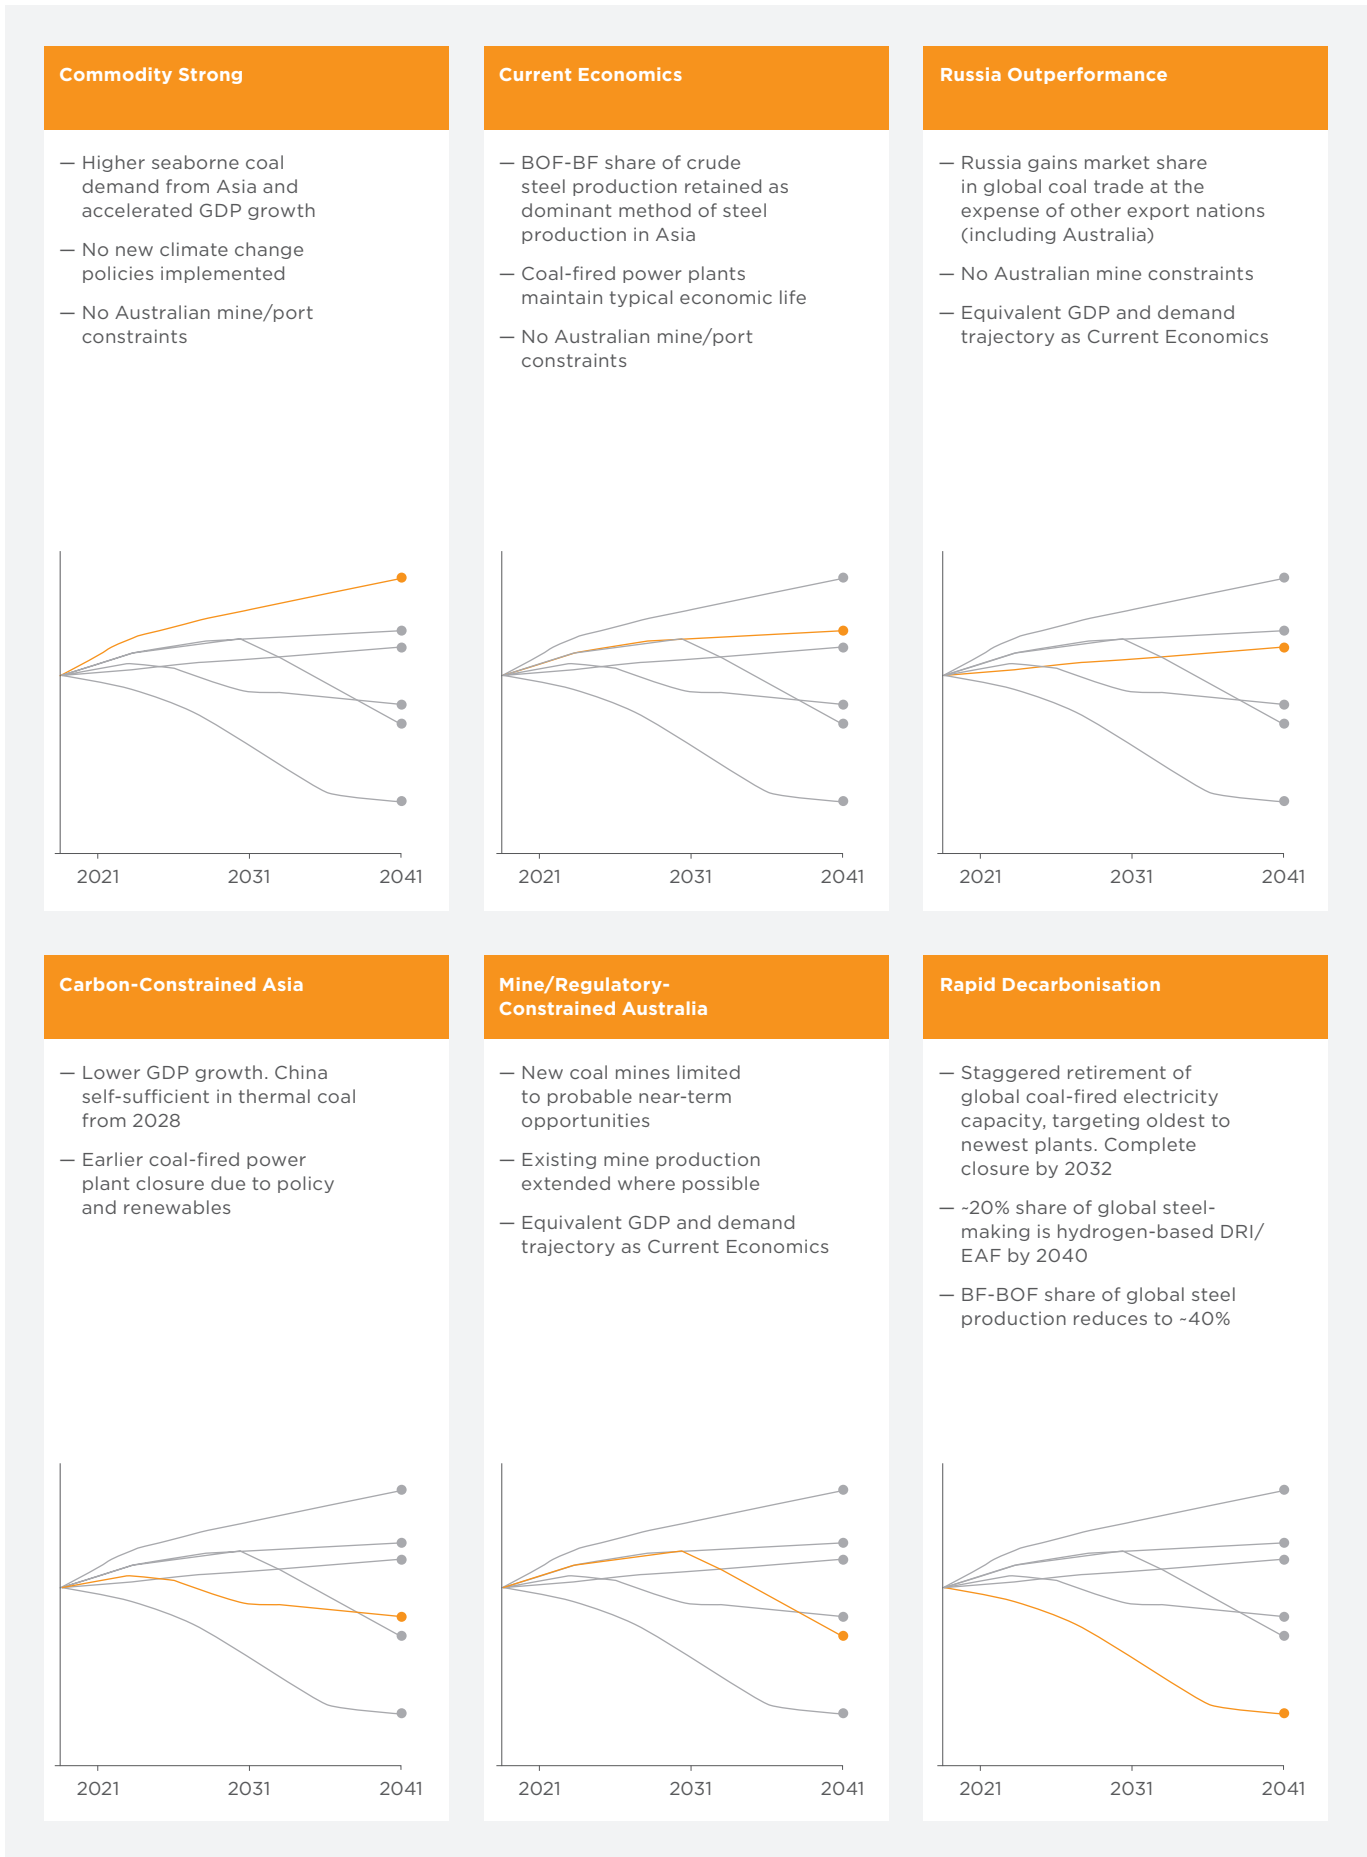 Commodity Strong
— Higher seaborne coal
demand from Asia and
accelerated GDP growth
— No new climate change
policies implemented
— No Australian mine/port
constraints
2021 2031 2041
Current Economics
— BOF-BF share of crude
steel production retained as
dominant method of steel
production in Asia
— Coal-fired power plants
maintain typical economic life
— No Australian mine/port
constraints
2021 2031 2041
Russia Outperformance
— Russia gains market share
in global coal trade at the
expense of other export nations
(including Australia)
— No Australian mine constraints
— Equivalent GDP and demand
trajectory as Current Economics
2021 2031 2041
Carbon-Constrained Asia
— Lower GDP growth. China
self-sufficient in thermal coal
from 2028
— Earlier coal-fired power
plant closure due to policy
and renewables
2021 2031 2041
Mine/Regulatory-
Constrained Australia
— New coal mines limited
to probable near-term
opportunities
— Existing mine production
extended where possible
— Equivalent GDP and demand
trajectory as Current Economics
2021 2031 2041
Rapid Decarbonisation
— Staggered retirement of
global coal-fired electricity
capacity, targeting oldest to
newest plants. Complete
closure by 2032
— ~20% share of global steel-
making is hydrogen-based DRI/
EAF by 2040
— BF-BOF share of global steel
production reduces to ~40%
2021 2031 2041